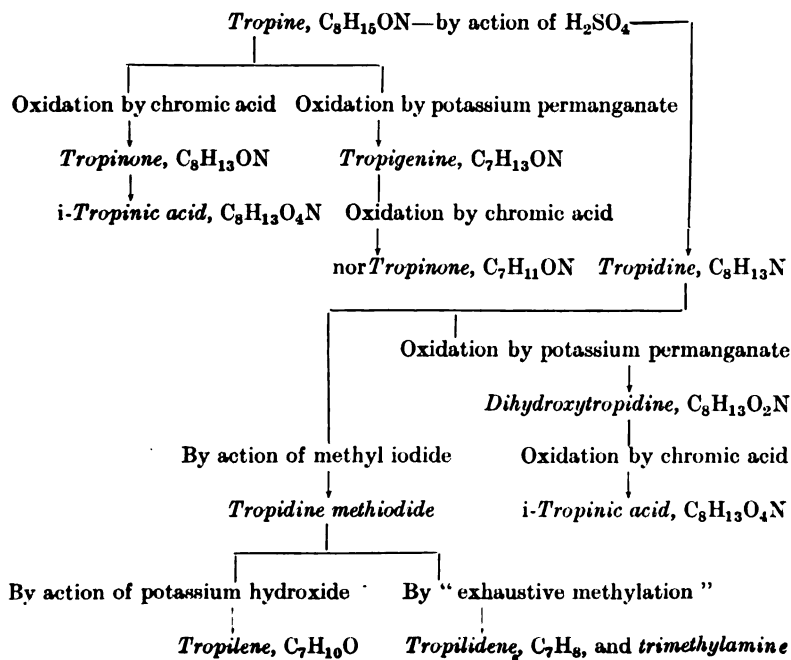 Tropine, C₈H₁₅ON—by action of H₂SO₄
Oxidation by chromic acid Oxidation by potassium permanganate
Tropinone, C₈H₁₃ON Tropigenine, C₇H₁₃ON
i-Tropinic acid, C₈H₁₃O₄N Oxidation by chromic acid
nor Tropinone, C₇H₁₁ON Tropidine, C₈H₁₃N
Oxidation by potassium permanganate
Dihydroxytropidine, C₈H₁₃O₂N
By action of methyl iodide Oxidation by chromic acid
Tropidine methiodide i-Tropinic acid, C₈H₁₃O₄N
By action of potassium hydroxide By “ exhaustive methylation ”
Tropilene, C₇H₁₀O Tropilidene, C₇H₈, and trimethylamine